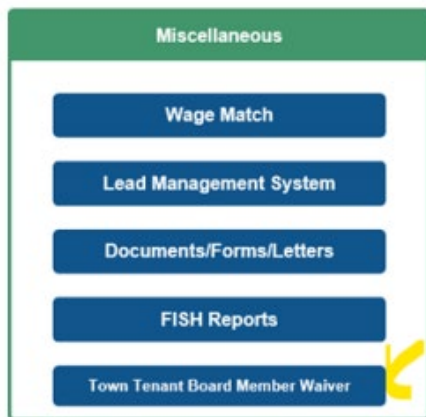 Miscellaneous
Wage Match
Lead Management System
Documents/Forms/Letters
FISH Reports
Town Tenant Board Member Waiver